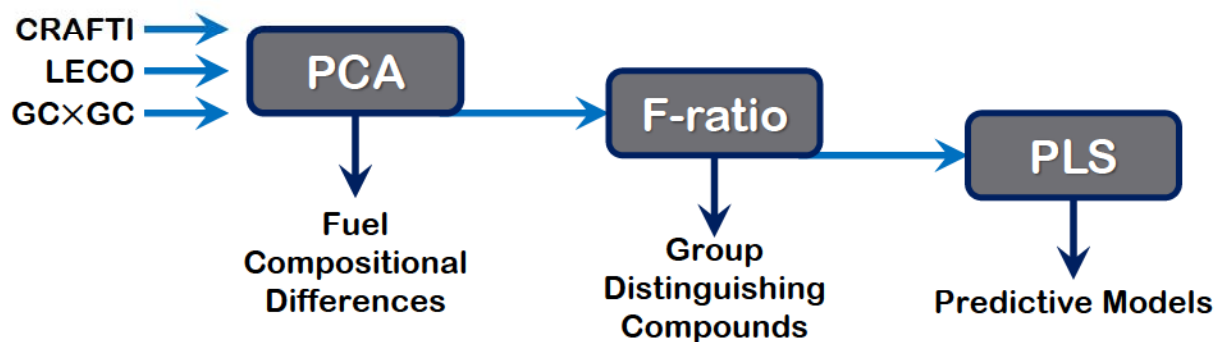 CRAFTI
LECO
GC×GC
PCA
Fuel
Compositional
Differences
F-ratio
Group
Distinguishing
Compounds
PLS
Predictive Models